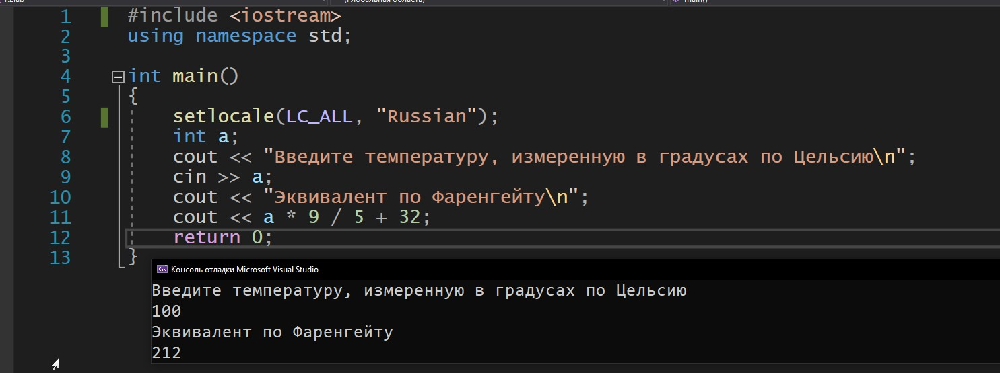 (Глобальная область)
main()
1 #include <iostream>
2 using namespace std;
3
4 int main()
5 {
6 setlocale(LC_ALL, "Russian");
7 int a;
8 cout << "Введите температуру, измеренную в градусах по Цельсию\n";
9 cin >> a;
10 cout << "Эквивалент по Фаренгейту\n";
11 cout << a * 9 / 5 + 32;
12 return 0;
13 }
Консоль отладки Microsoft Visual Studio
Введите температуру, измеренную в градусах по Цельсию
100
Эквивалент по Фаренгейту
212